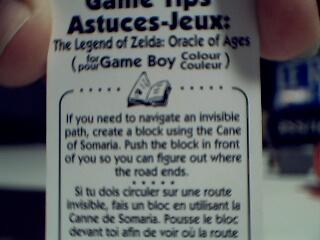 Game Tips
Astuces-Jeux:
The Legend of Zelda: Oracle of Ages
(for/pour Game Boy Colour/Couleur)
If you need to navigate an invisible
path, create a block using the Cane
of Somaria. Push the block in front
of you so you can figure out where
the road ends.
Si tu dois circuler sur une route
invisible, fais un bloc en utilisant la
Canne de Somaria. Pousse le bloc
devant toi afin de voir où la route